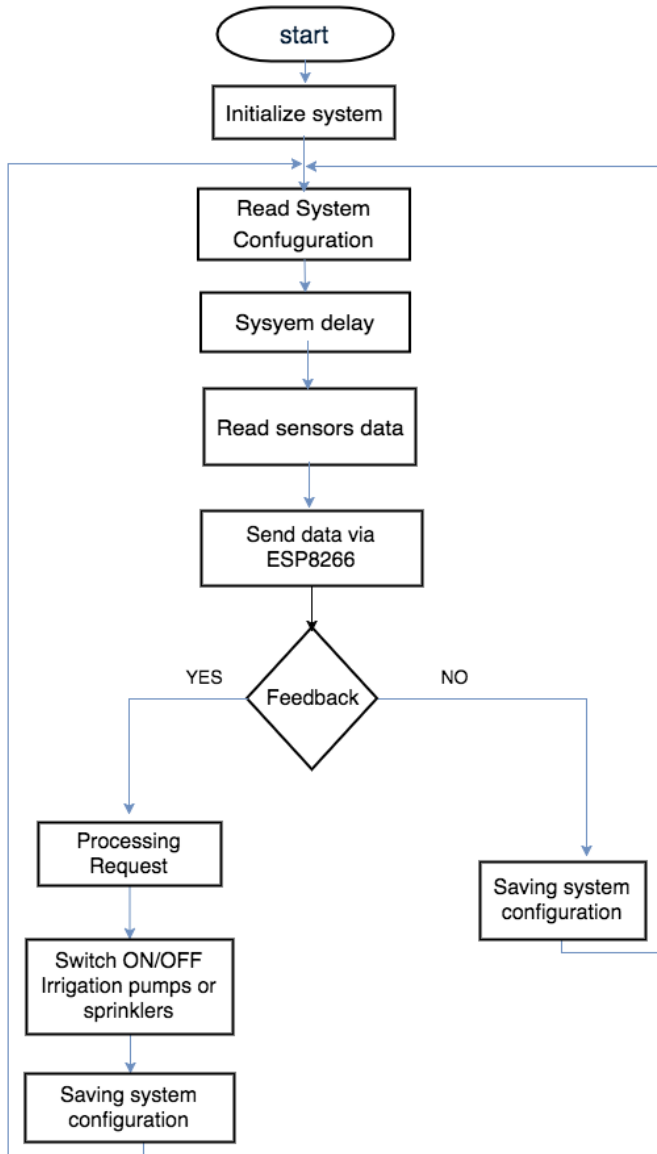 start
Initialize system
Read System
Confuguration
Sysyem delay
Read sensors data
Send data via
ESP8266
YES
NO
Feedback
Processing
Request
Saving system
configuration
Switch ON/OFF
Irrigation pumps or
sprinklers
Saving system
configuration